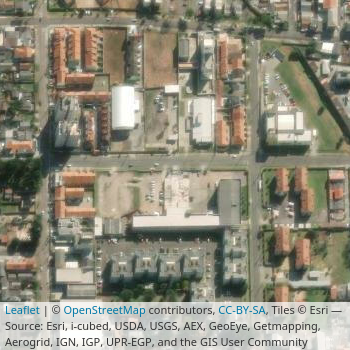 Leaflet | © OpenStreetMap contributors, CC-BY-SA, Tiles © Esri —
Source: Esri, i-cubed, USDA, USGS, AEX, GeoEye, Getmapping,
Aerogrid, IGN, IGP, UPR-EGP, and the GIS User Community